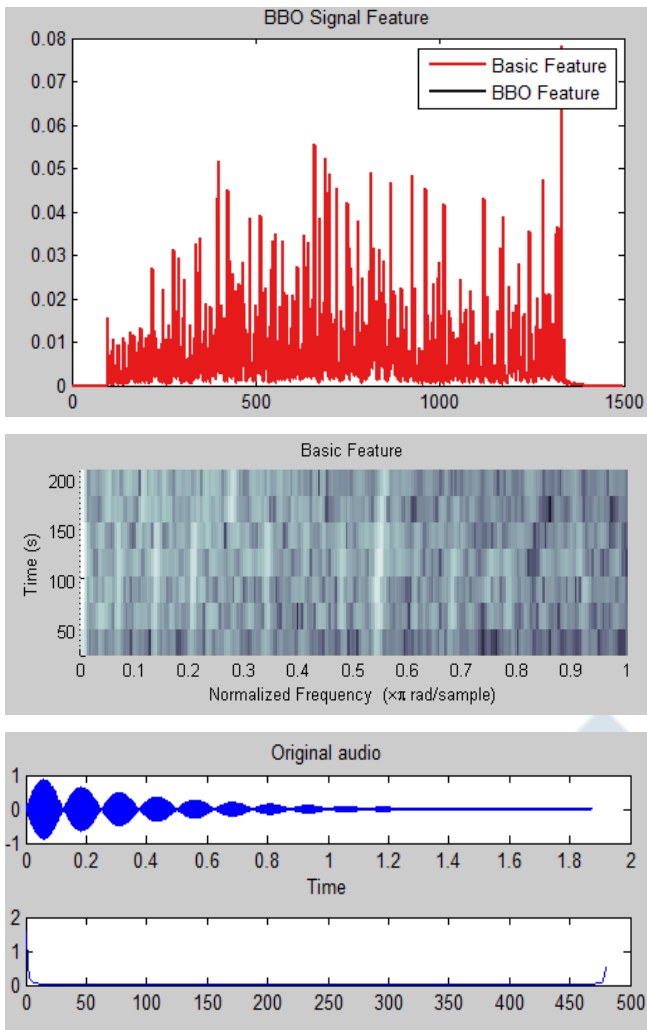 BBO Signal Feature
0.08
0.07
0.06
0.05
0.04
0.03
0.02
0.01
0
Basic Feature
BBO Feature
0 500 1000 1500
Basic Feature
Time (s)
200
150
100
50
0 0.1 0.2 0.3 0.4 0.5 0.6 0.7 0.8 0.9 1
Normalized Frequency (×π rad/sample)
Original audio
1
0
-1
0 0.2 0.4 0.6 0.8 1 1.2 1.4 1.6 1.8 2
Time
2
1
0
0 50 100 150 200 250 300 350 400 450 500